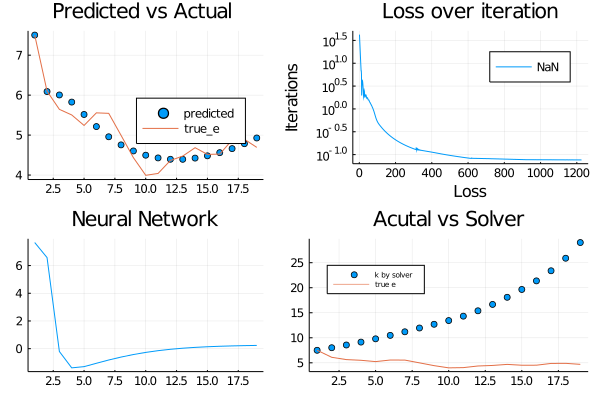 Predicted vs Actual
7
6
5
4
predicted
true_e
2.5 5.0 7.5 10.0 12.5 15.0 17.5
Loss over iteration
Iterations
10^1.5
10^1.0
10^0.5
10^0.0
10^-0.5
10^-1.0
NaN
0 200 400 600 800 1000 1200
Loss
Neural Network
6
4
2
0
2.5 5.0 7.5 10.0 12.5 15.0 17.5
Acutal vs Solver
25
20
15
10
5
k by solver
true e
2.5 5.0 7.5 10.0 12.5 15.0 17.5